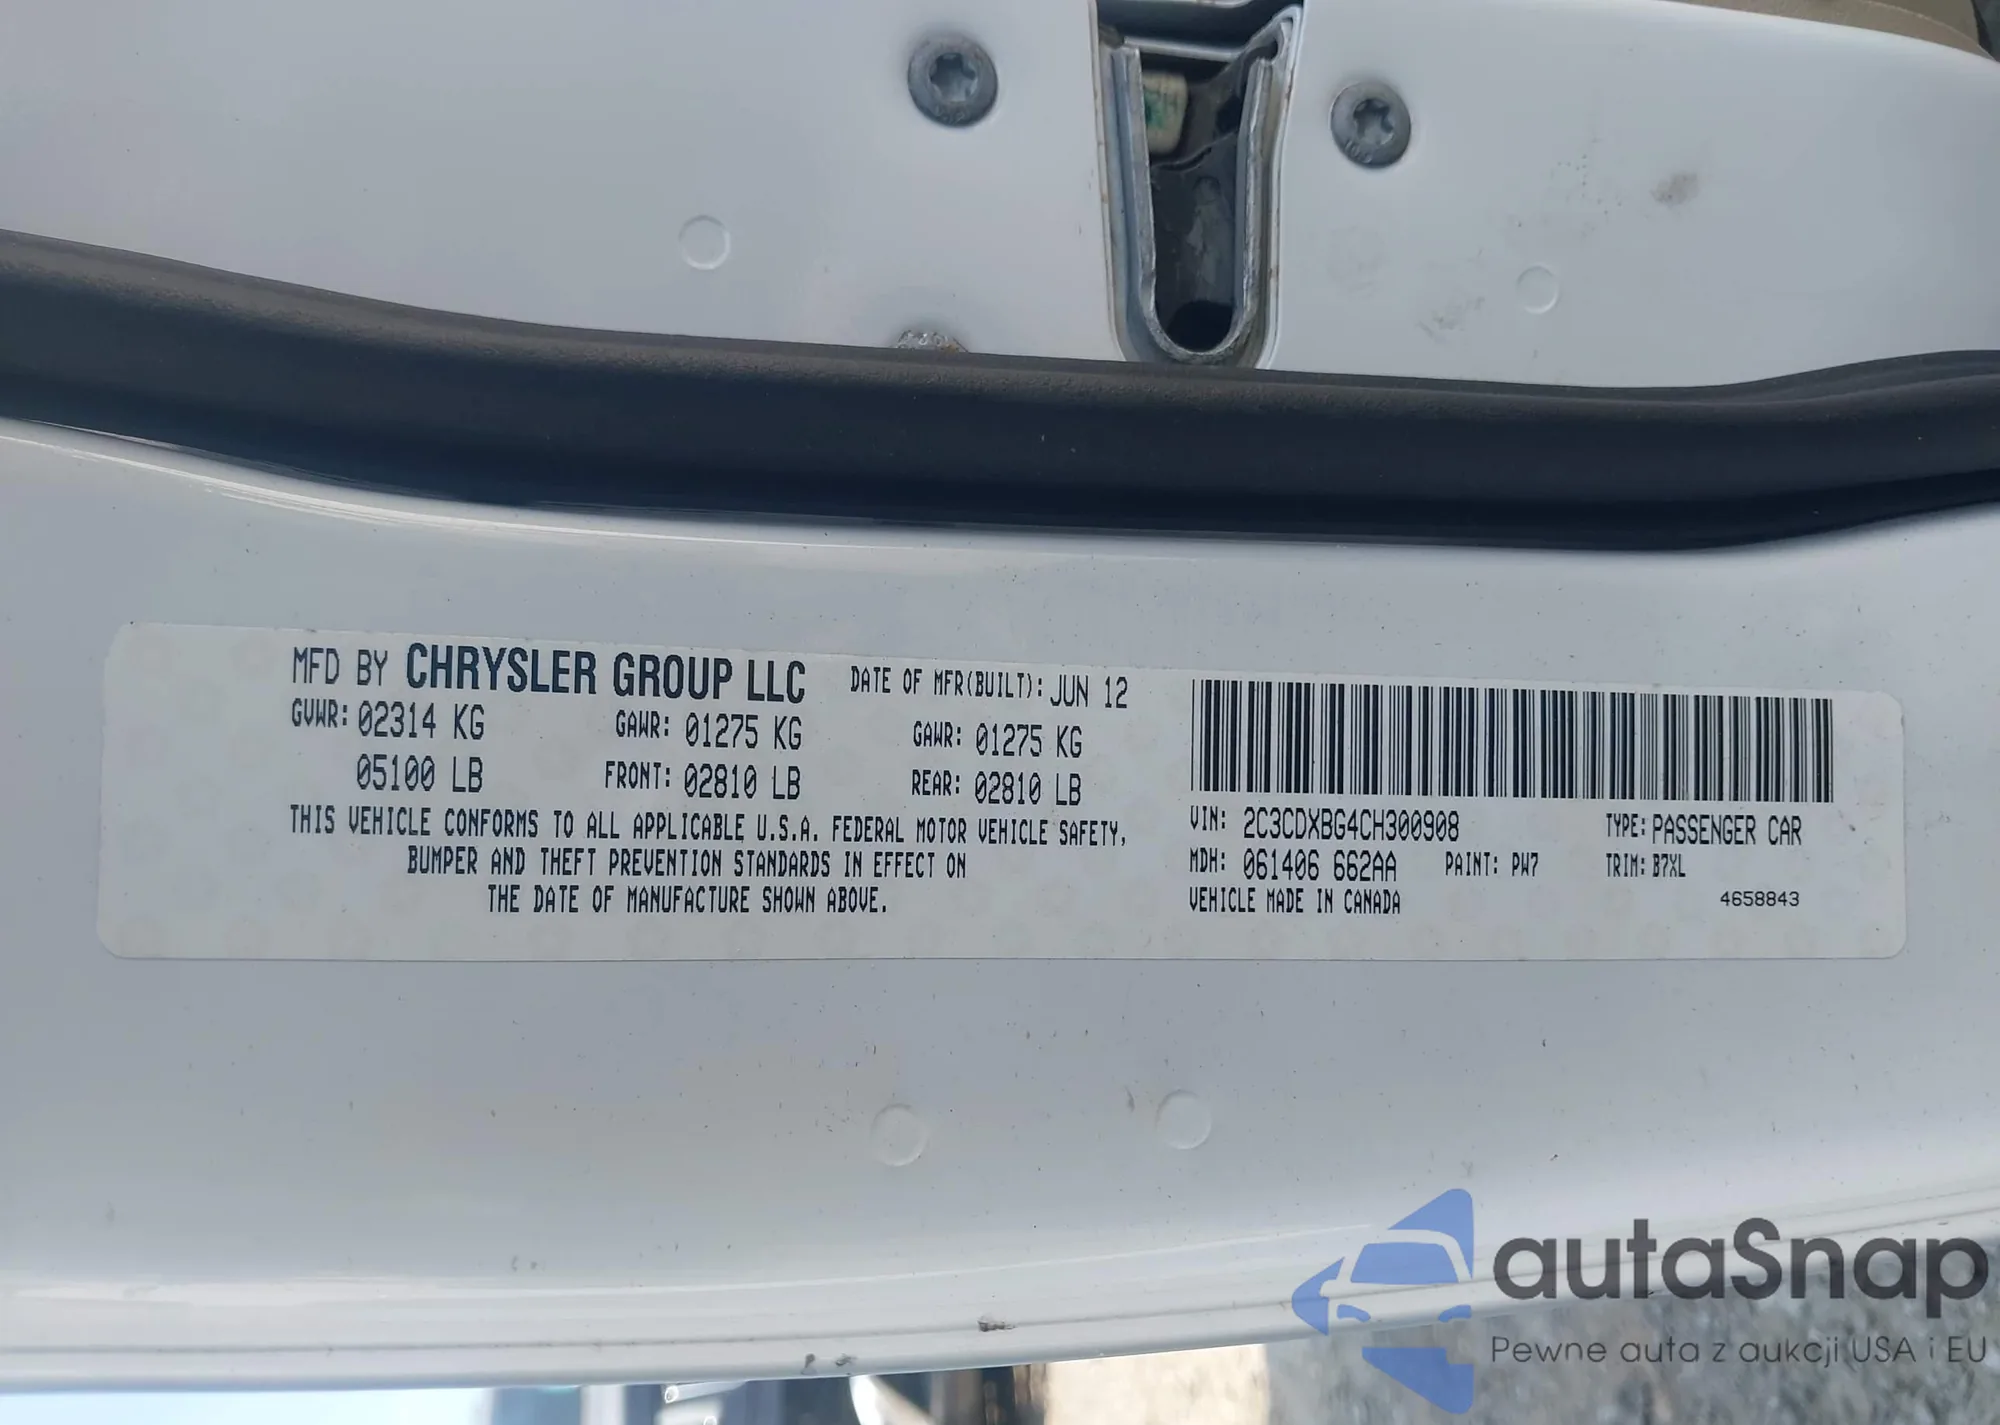 MFD BY CHRYSLER GROUP LLC DATE OF MFR(BUILT): JUN 12
GVWR: 02314 KG GAWR: 01275 KG GAWR: 01275 KG
05100 LB FRONT: 02810 LB REAR: 02810 LB
THIS VEHICLE CONFORMS TO ALL APPLICABLE U.S.A. FEDERAL MOTOR VEHICLE SAFETY,
BUMPER AND THEFT PREVENTION STANDARDS IN EFFECT ON
THE DATE OF MANUFACTURE SHOWN ABOVE.
VIN: 2C3CDXBG4CH300908 TYPE: PASSENGER CAR
MDH: 061406 662AA PAINT: PW7 TRIM: B7XL
VEHICLE MADE IN CANADA 4658843
autaSnap
Pewne auta z aukcji USA i EU